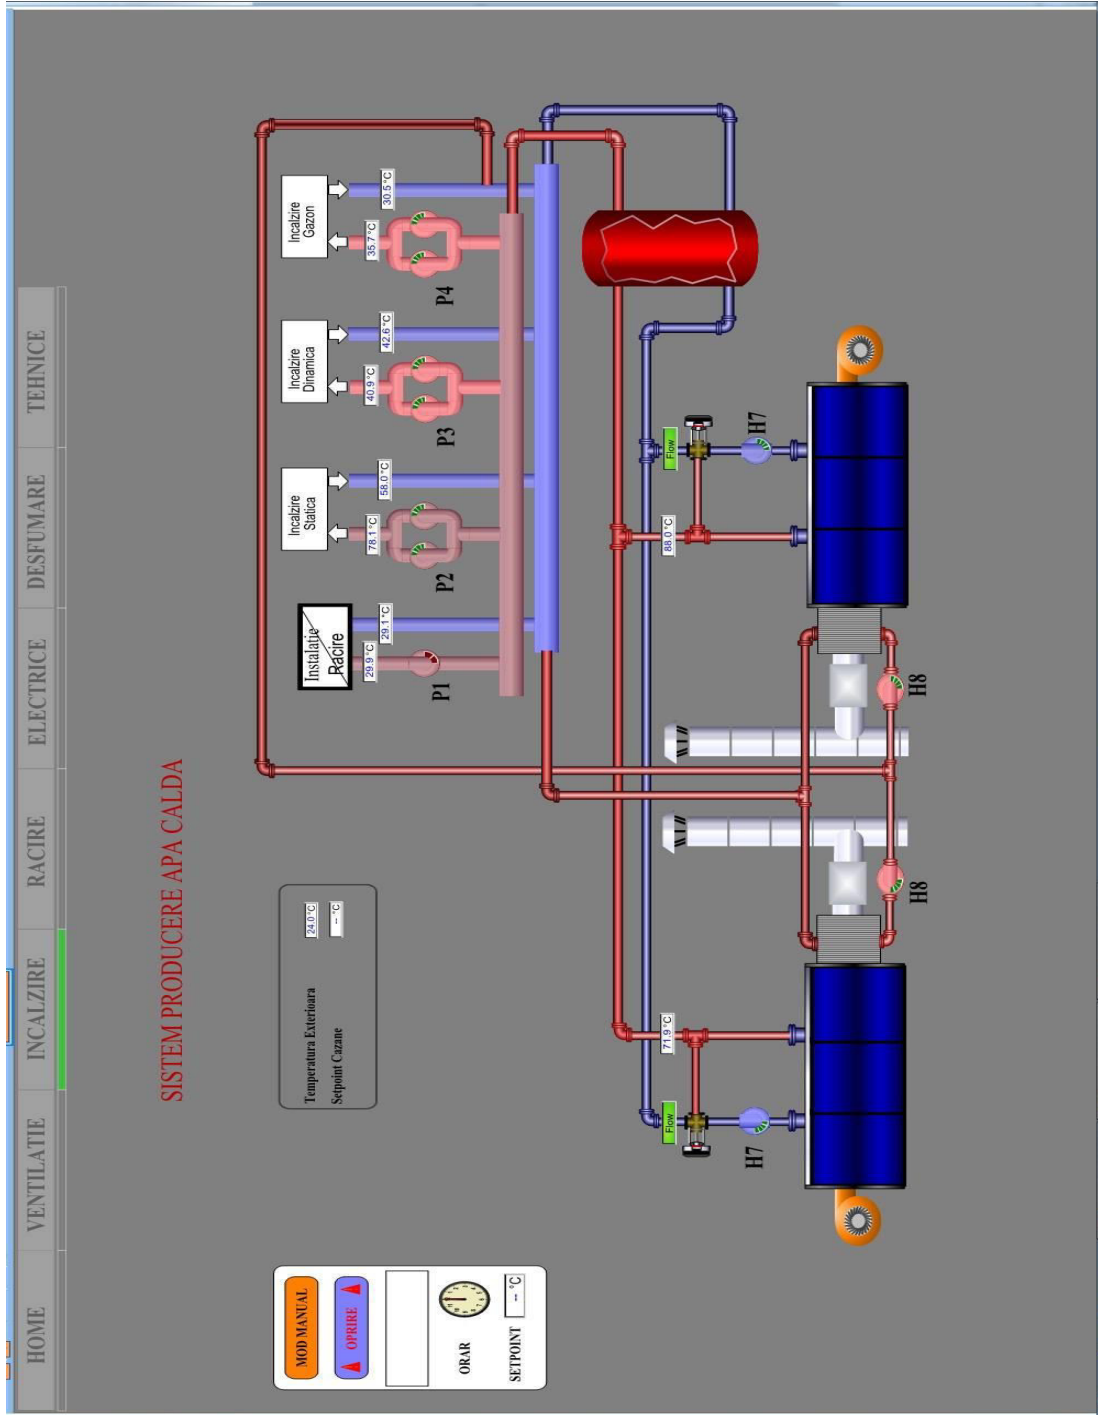 HOME
VENTILATIE
INCALZIRE
RACIRE
ELECTRICE
DESFUMARE
TEHNICE
SISTEM PRODUCERE APA CALDA
MOD MANUAL
OPRIRE
ORAR
SETPOINT
-- °C
Temperatura Exterioara
24.0 °C
Setpoint Cazane
-- °C
Instalatie
Racire
Incalzire
Statica
Incalzire
Dinamica
Incalzire
Gazon
29.9 °C
29.1 °C
78.1 °C
58.0 °C
40.9 °C
42.6 °C
35.7 °C
30.5 °C
P1
P2
P3
P4
Flow
71.9 °C
88.0 °C
Flow
H7
H7
H8
H8